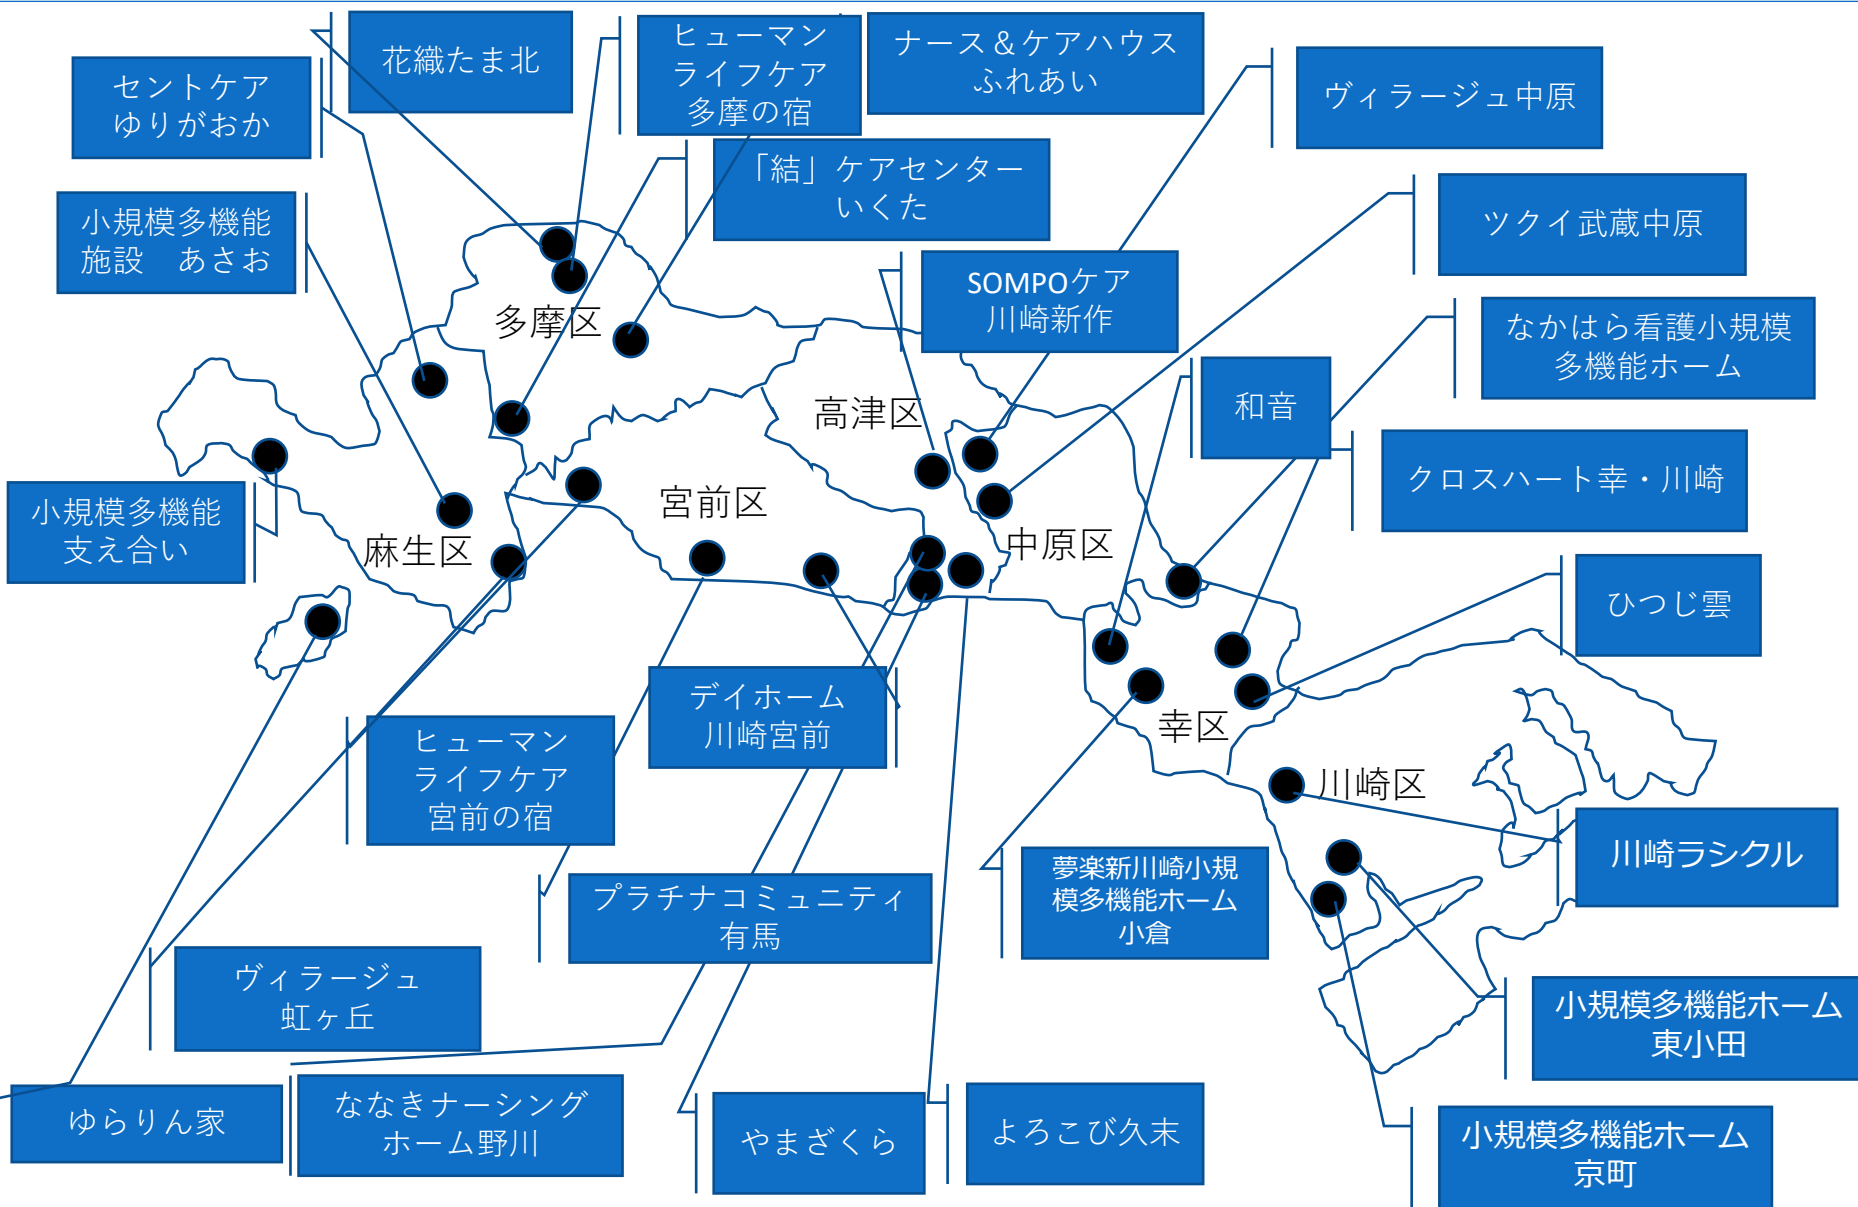 花織たま北
ヒューマン
ライフケア
多摩の宿
ナース＆ケアハウス
ふれあい
セントケア
ゆりがおか
ヴィラージュ中原
「結」ケアセンター
いくた
小規模多機能
施設　あさお
ツクイ武蔵中原
SOMPOケア
川崎新作
なかはら看護小規模
多機能ホーム
多摩区
和音
高津区
クロスハート幸・川崎
小規模多機能
支え合い
宮前区
麻生区
中原区
ひつじ雲
デイホーム
川崎宮前
幸区
ヒューマン
ライフケア
宮前の宿
川崎区
川崎ラシクル
夢楽新川崎小規
模多機能ホーム
小倉
プラチナコミュニティ
有馬
ヴィラージュ
虹ヶ丘
小規模多機能ホーム
東小田
ゆらりん家
ななきナーシング
ホーム野川
やまざくら
よろこび久末
小規模多機能ホーム
京町